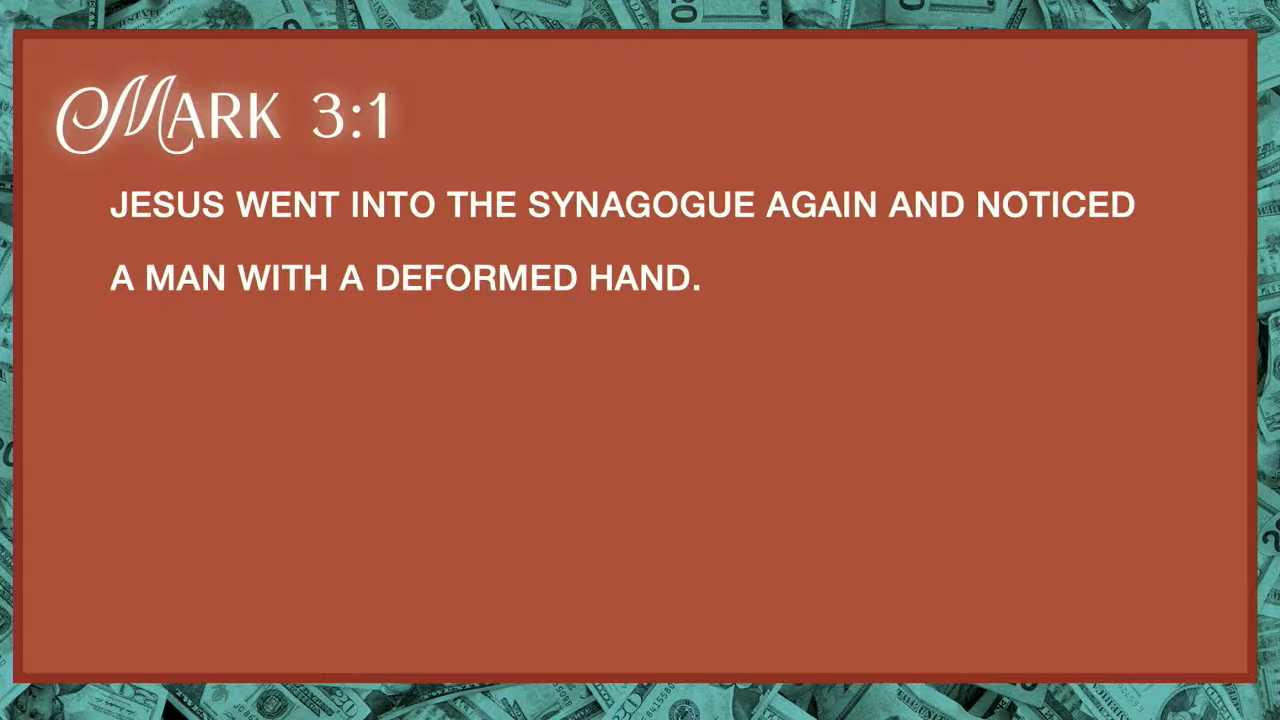 Mark 3:1
JESUS WENT INTO THE SYNAGOGUE AGAIN AND NOTICED
A MAN WITH A DEFORMED HAND.